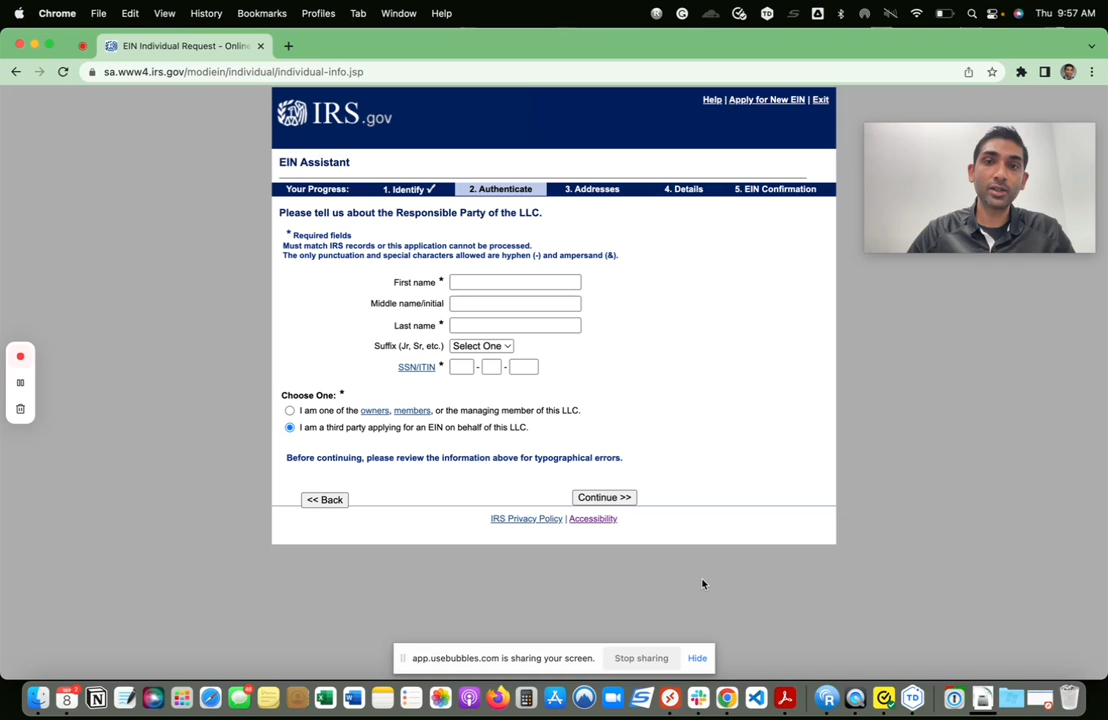 Chrome File Edit View History Bookmarks Profiles Tab Window Help
Thu 9:57 AM
EIN Individual Request - Online
sa.www4.irs.gov/modiein/individual/individual-info.jsp
Help | Apply for New EIN | Exit
IRS.gov
EIN Assistant
Your Progress: 1. Identify ✓ 2. Authenticate 3. Addresses 4. Details 5. EIN Confirmation
Please tell us about the Responsible Party of the LLC.
* Required fields
Must match IRS records or this application cannot be processed.
The only punctuation and special characters allowed are hyphen (-) and ampersand (&).
First name *
Middle name/initial
Last name *
Suffix (Jr, Sr, etc.) Select One
SSN/ITIN * - -
Choose One: *
I am one of the owners, members, or the managing member of this LLC.
I am a third party applying for an EIN on behalf of this LLC.
Before continuing, please review the information above for typographical errors.
<< Back Continue >>
IRS Privacy Policy | Accessibility
app.usebubbles.com is sharing your screen. Stop sharing Hide